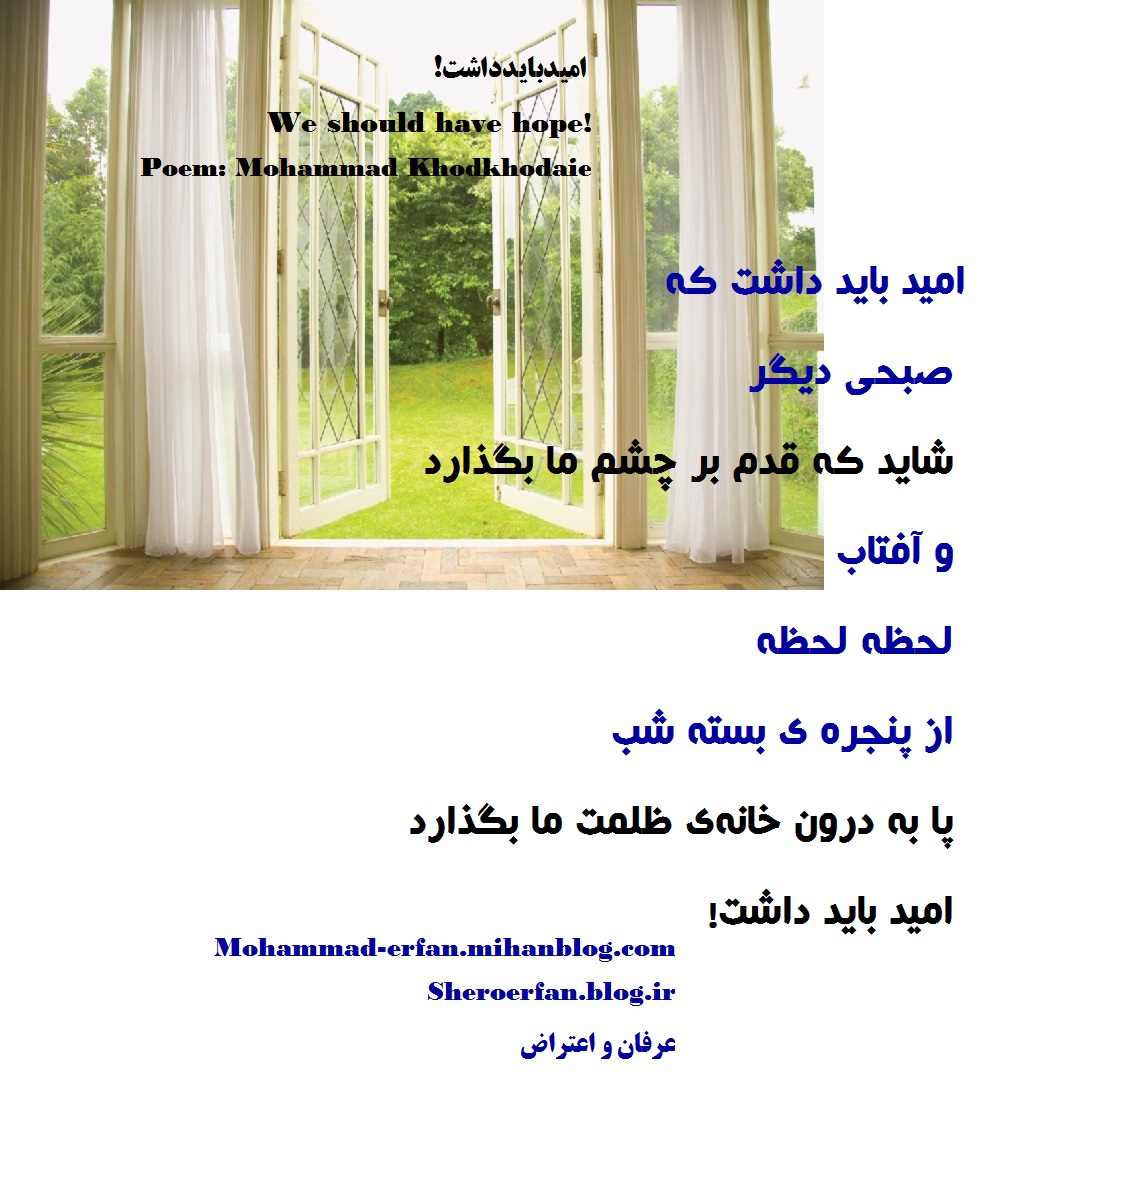 امیدبایدداشت!
We should have hope!
Poem: Mohammad Khodkhodaie
امید باید داشت که
صبحی دیگر
شاید که قدم بر چشم ما بگذارد
و آفتاب
لحظه لحظه
از پنجره ی بسته شب
پا به درون خانه‌ی ظلمت ما بگذارد
امید باید داشت!
Mohammad-erfan.mihanblog.com
Sheroerfan.blog.ir
عرفان و اعتراض